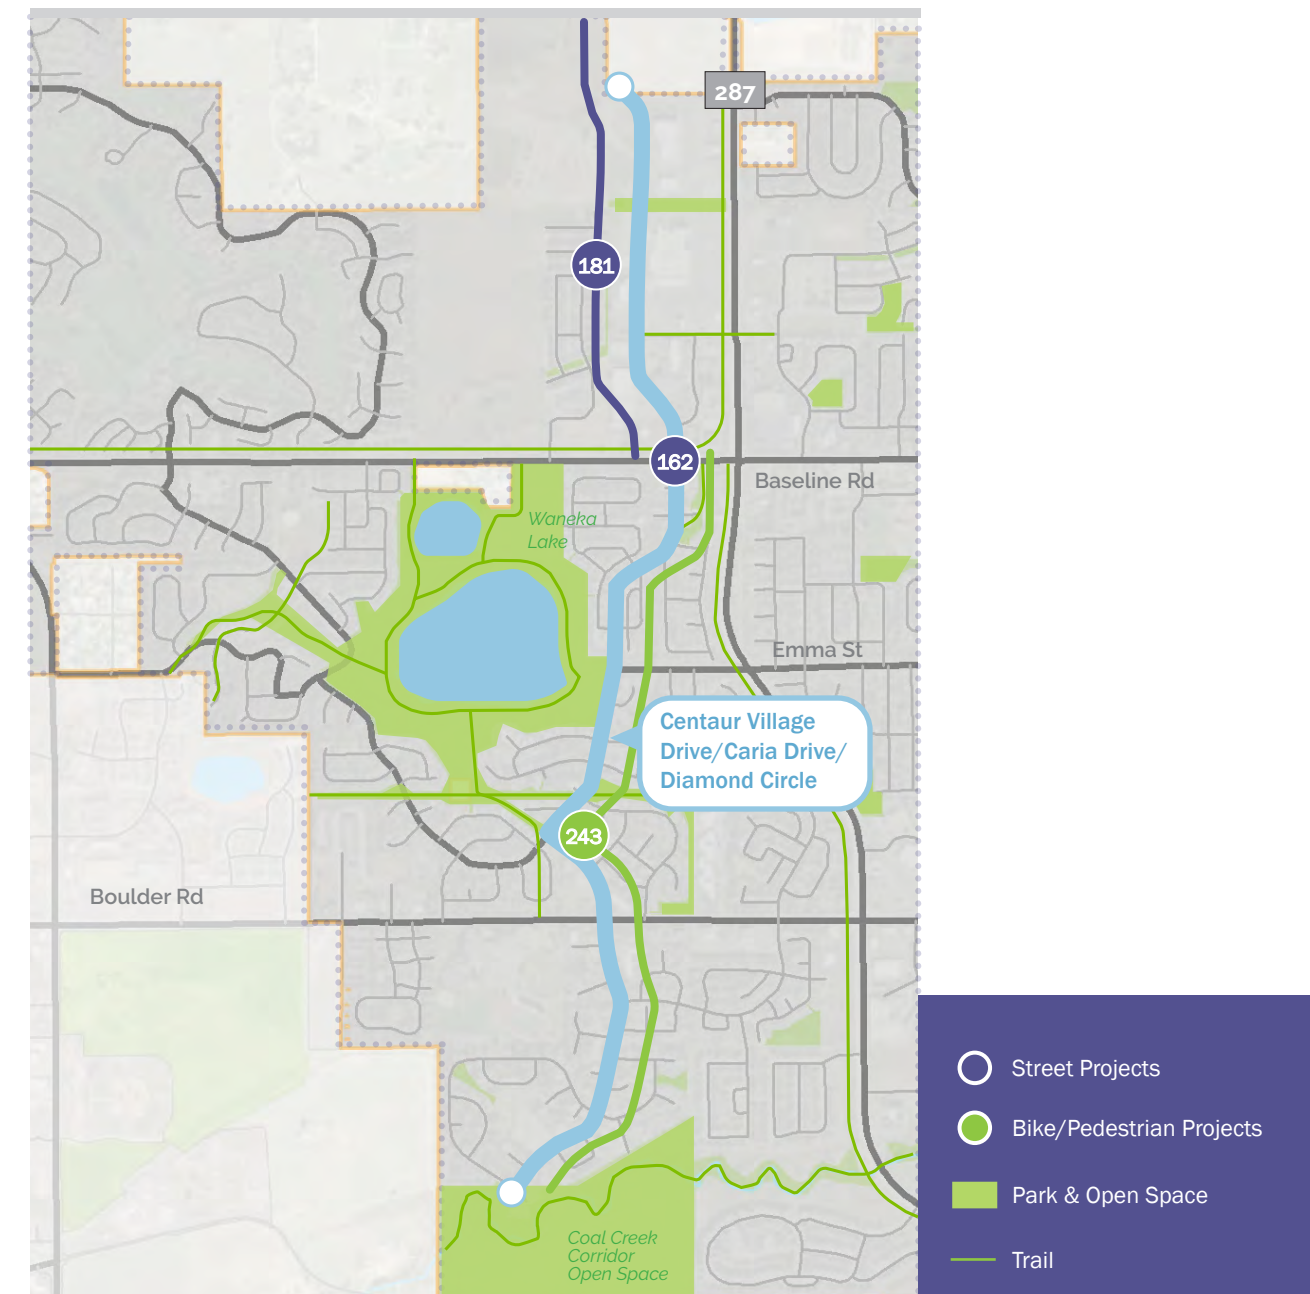 287
181
162
Baseline Rd
Waneka
Lake
Emma St
Centaur Village
Drive/Caria Drive/
Diamond Circle
243
Boulder Rd
Coal Creek
Corridor
Open Space
Street Projects
Bike/Pedestrian Projects
Park & Open Space
Trail